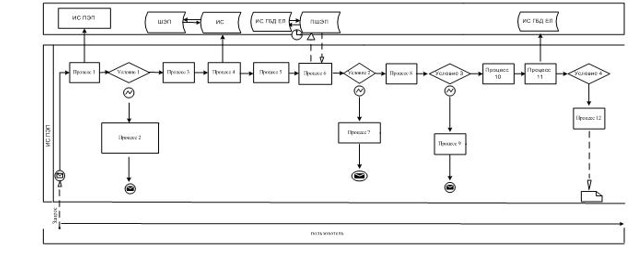 ИС ПЭП
ШЭП
ИС
ИС ГБД ЕЛ
ПШЭП
ИС ГБД ЕЛ
Процесс 1
Условие 1
Процесс 3
Процесс 4
Процесс 5
Процесс 6
Условие 2
Процесс 8
Условие 3
Процесс
10
Процесс
11
Условие 4
Процесс 2
Процесс 7
Процесс 9
Процесс 12
ИС ПЭП
Запрос
Пользователь